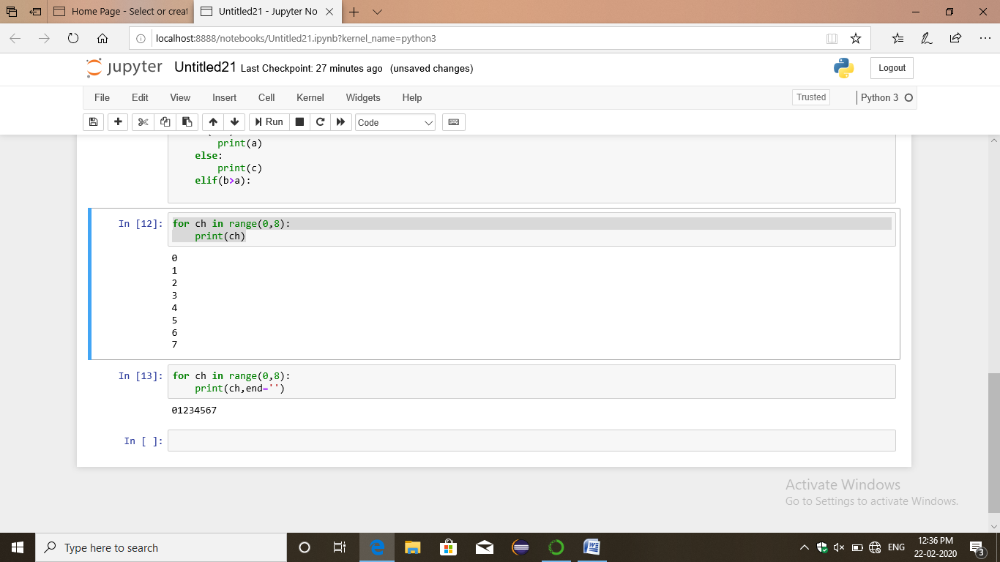 Home Page - Select or creat
Untitled21 - Jupyter No
localhost:8888/notebooks/Untitled21.ipynb?kernel_name=python3
jupyter Untitled21 Last Checkpoint: 27 minutes ago (unsaved changes)
Logout
File Edit View Insert Cell Kernel Widgets Help
Trusted
Python 3
Run
Code
print(a)
else:
print(c)
elif(b>a):
In [12]: for ch in range(0,8):
print(ch)
0
1
2
3
4
5
6
7
In [13]: for ch in range(0,8):
print(ch,end='')
01234567
In [ ]:
Activate Windows
Go to Settings to activate Windows.
Type here to search
ENG
12:36 PM
22-02-2020
3